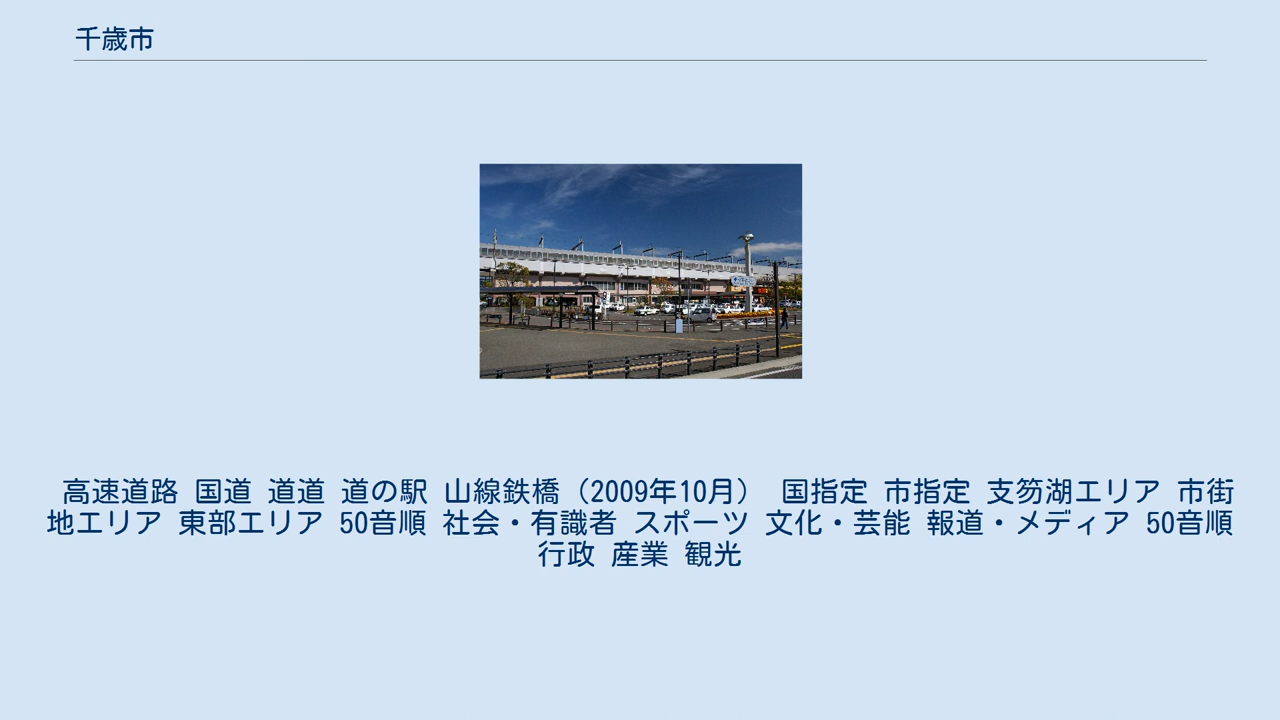 千歳市
高速道路 国道 道道 道の駅 山線鉄橋（2009年10月） 国指定 市指定 支笏湖エリア 市街
地エリア 東部エリア 50音順 社会・有識者 スポーツ 文化・芸能 報道・メディア 50音順
行政 産業 観光